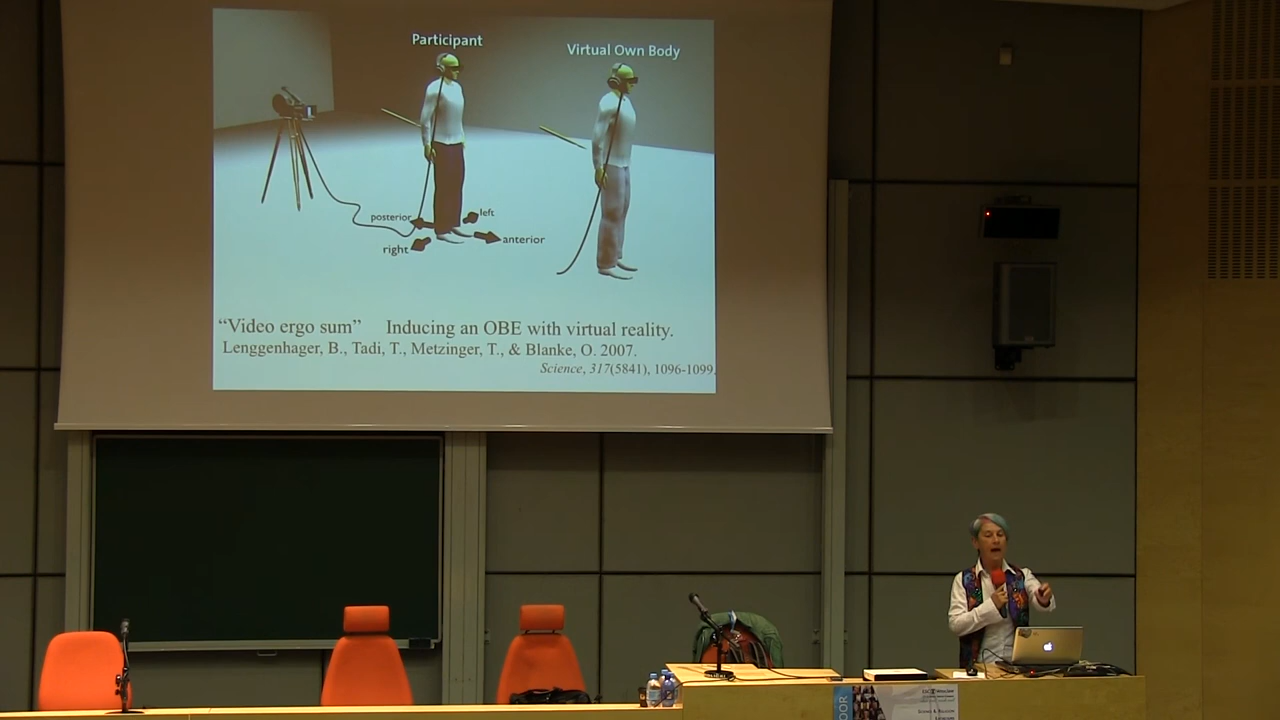 Participant
Virtual Own Body
posterior
left
right
anterior
“Video ergo sum” Inducing an OBE with virtual reality.
Lenggenhager, B., Tadi, T., Metzinger, T., & Blanke, O. 2007.
Science, 317(5841), 1096-1099.